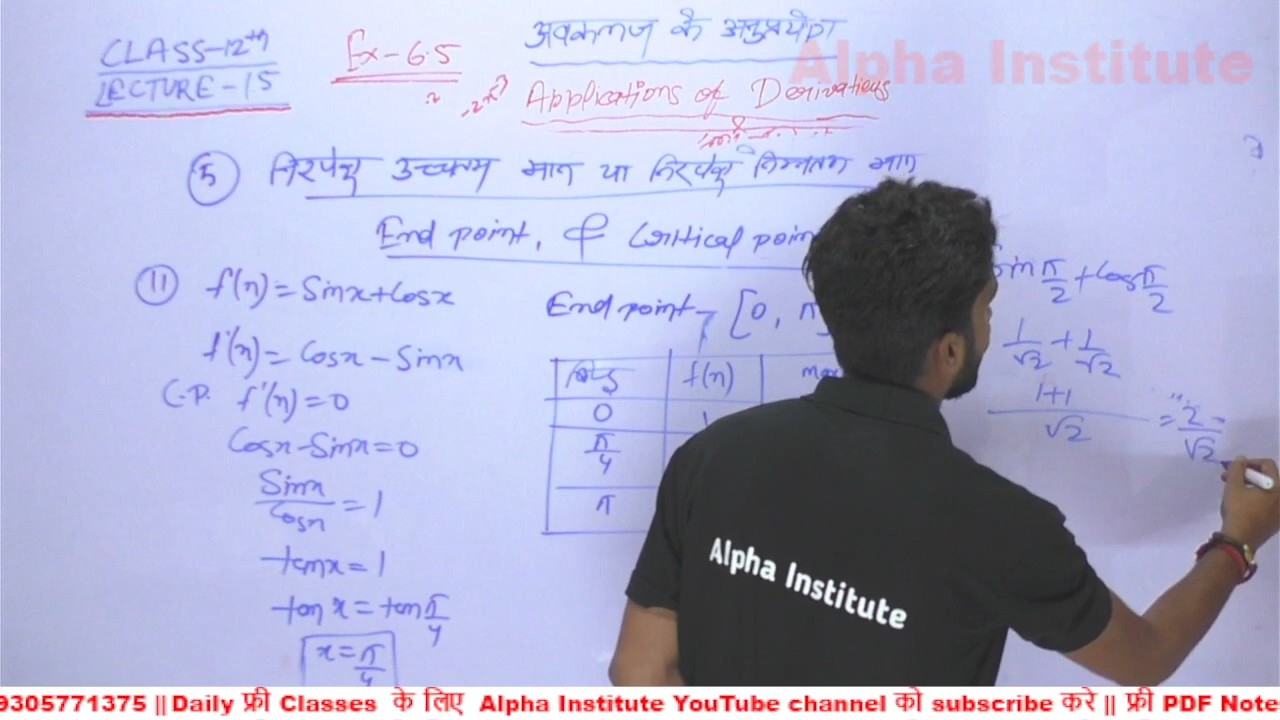 CLASS-12th
LECTURE-15
Ex-6.5
अवकलज के अनुप्रयोग
Applications of Derivatives
Alpha Institute
5 निरपेक्ष उच्चतम मान या निरपेक्ष निम्नतम मान
End point, & Critical poin
11 f(x)=Sinx+Cosx
f'(x)=Cosx-Sinx
C.P. f'(x)=0
Cosx-Sinx=0
Sinx/Cosx=1
tanx=1
tan x=tan π/4
x=π/4
End point → [0, π
बिन्दु f(x) ma
0 1
π/4
π
Sin π/2 + Cos π/2
1/√2 + 1/√2
1+1/√2 = 2/√2 =
Alpha Institute
9305771375 || Daily फ्री Classes के लिए Alpha Institute YouTube channel को subscribe करे || फ्री PDF Note